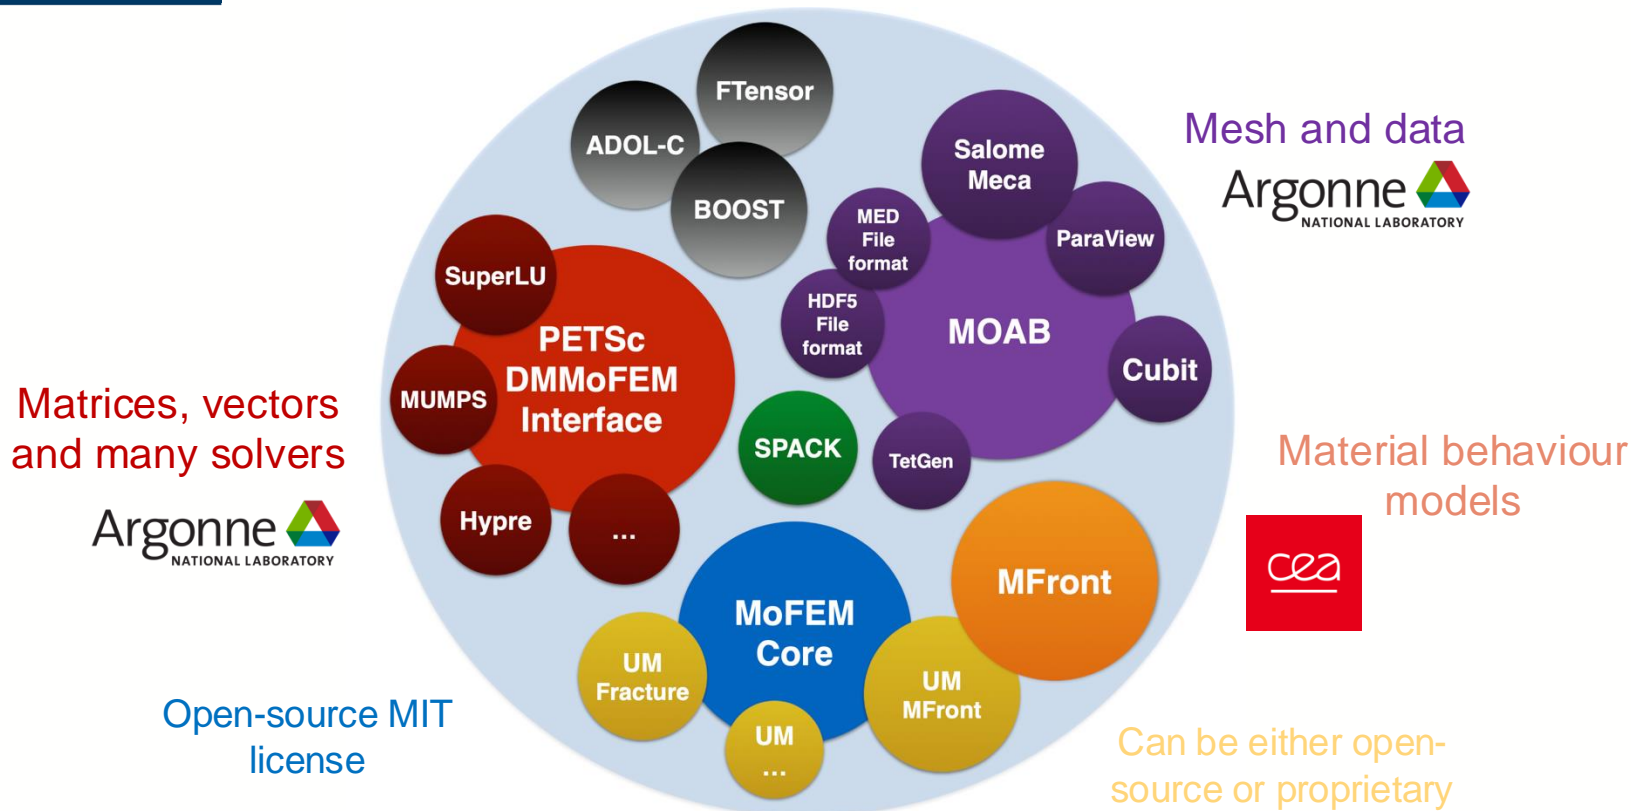 FTensor
ADOL-C
BOOST
Salome
Meca
MED
File
format
ParaView
HDF5
File
format
MOAB
Cubit
TetGen
Mesh and data
Argonne
NATIONAL LABORATORY
SuperLU
PETSc
DMMoFEM
Interface
MUMPS
Hypre
...
SPACK
Matrices, vectors
and many solvers
Argonne
NATIONAL LABORATORY
Material behaviour
models
cea
MFront
MoFEM
Core
UM
Fracture
UM
...
UM
MFront
Open-source MIT
license
Can be either open-
source or proprietary